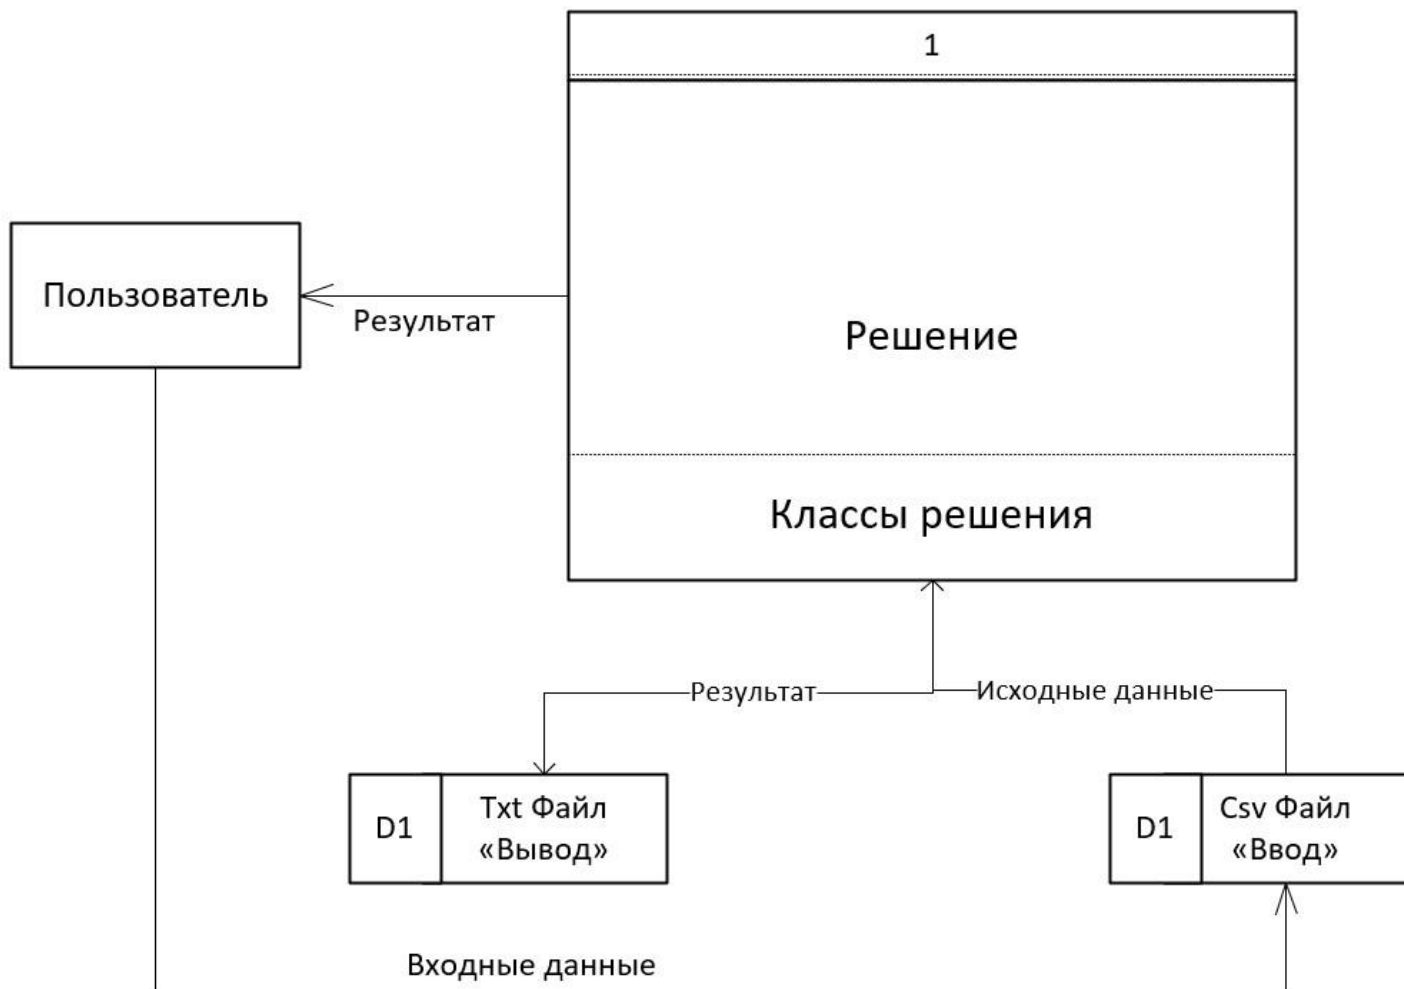 1
Пользователь
Результат
Решение
Классы решения
Результат
Исходные данные
D1
Txt Файл
«Вывод»
D1
Csv Файл
«Ввод»
Входные данные